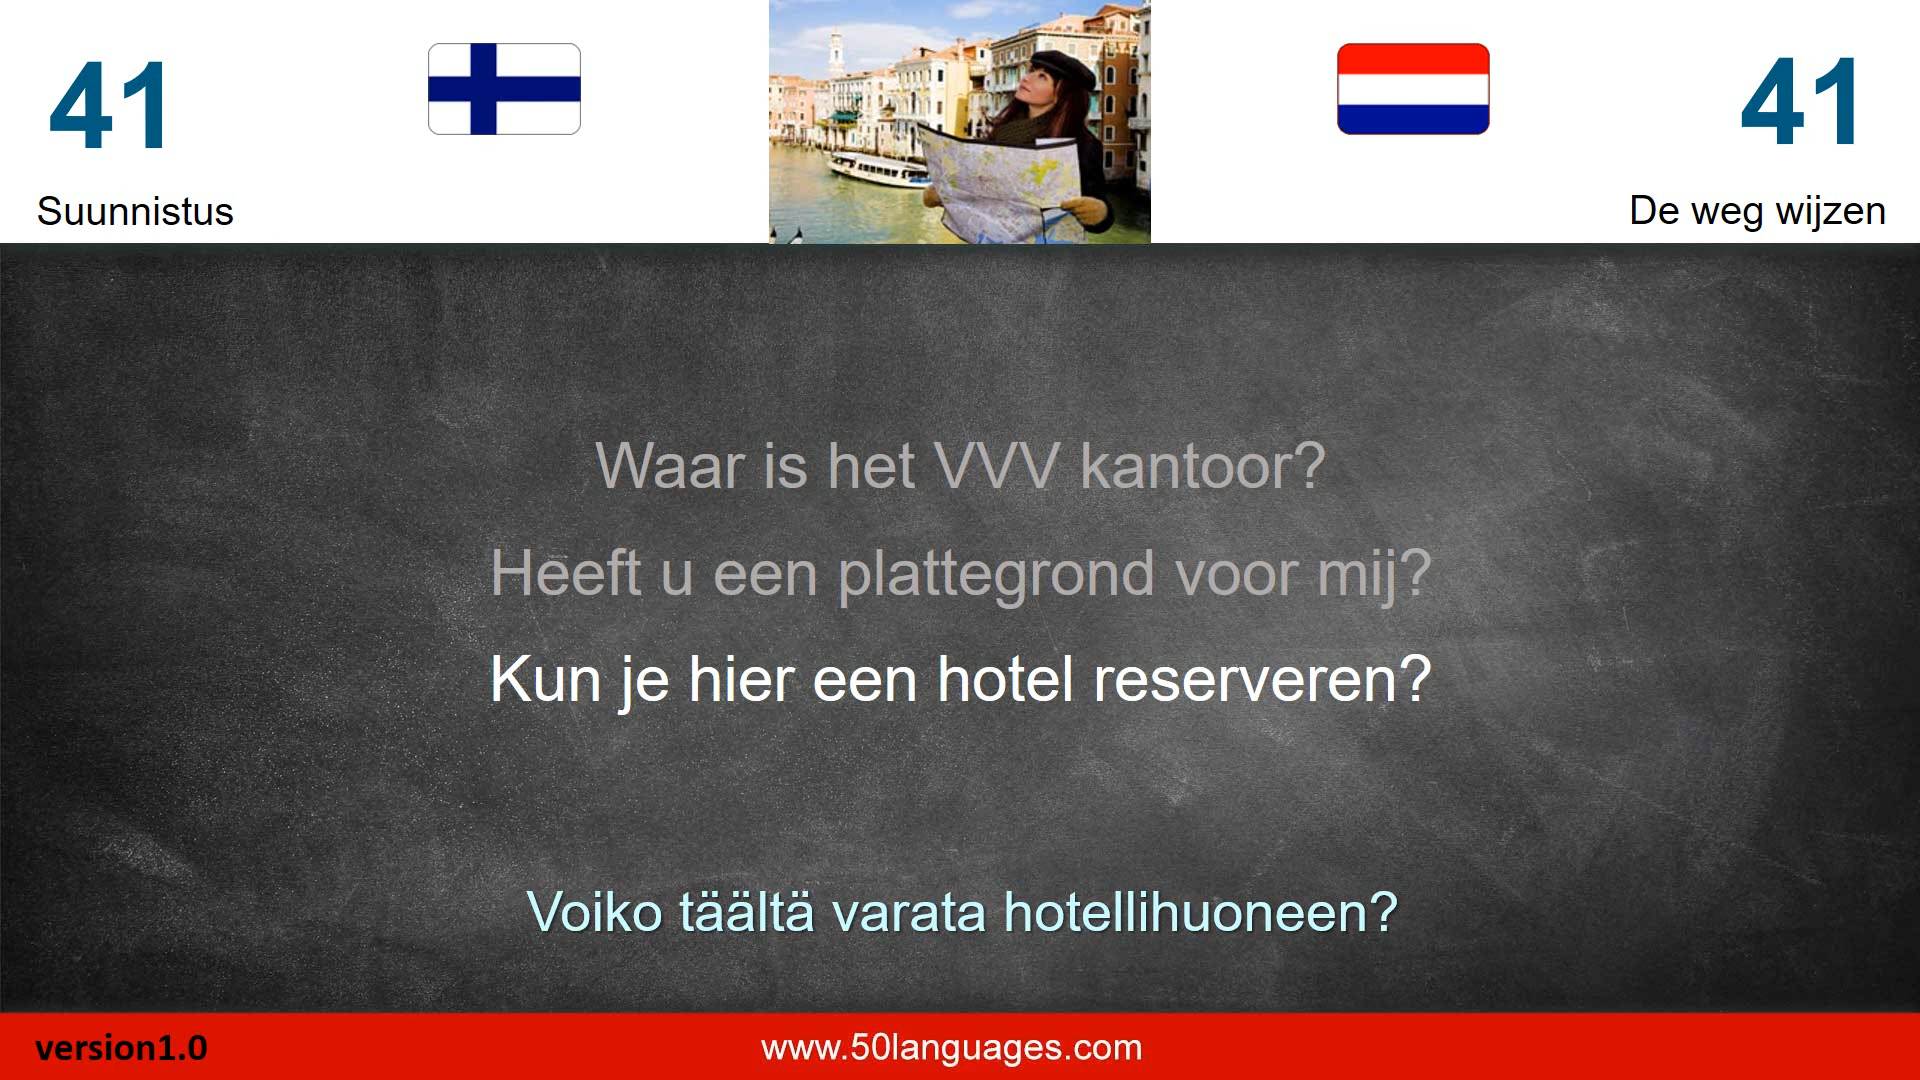 41
41
Suunnistus
De weg wijzen
Waar is het VVV kantoor?
Heeft u een plattegrond voor mij?
Kun je hier een hotel reserveren?
Voiko täältä varata hotellihuoneen?
version1.0
www.50languages.com